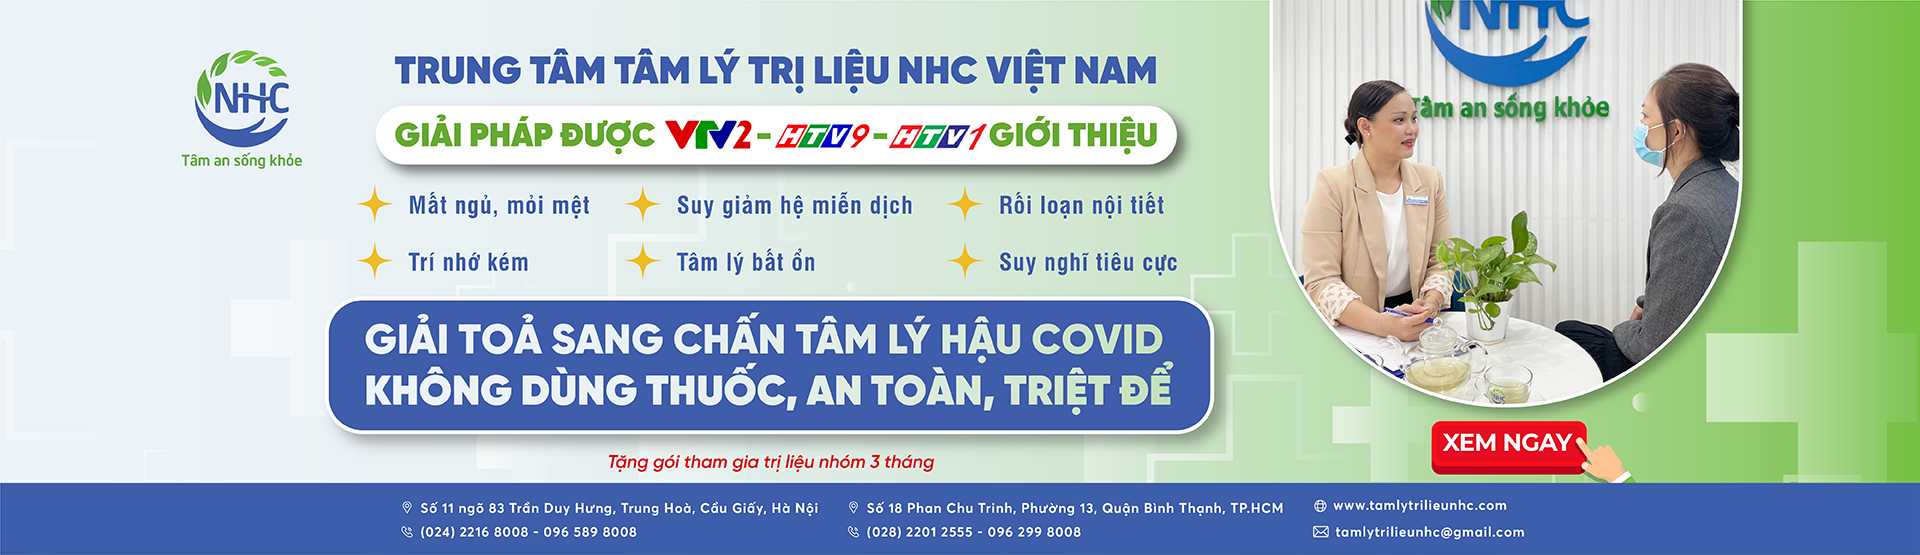 NHC
Tâm an sống khỏe
TRUNG TÂM TÂM LÝ TRỊ LIỆU NHC VIỆT NAM
GIẢI PHÁP ĐƯỢC VTV2 - HTV9 - HTV1 GIỚI THIỆU
Mất ngủ, mỏi mệt
Suy giảm hệ miễn dịch
Rối loạn nội tiết
Trí nhớ kém
Tâm lý bất ổn
Suy nghĩ tiêu cực
GIẢI TOẢ SANG CHẤN TÂM LÝ HẬU COVID
KHÔNG DÙNG THUỐC, AN TOÀN, TRIỆT ĐỂ
Tặng gói tham gia trị liệu nhóm 3 tháng
NHC
Tâm an sống khỏe
NHC
XEM NGAY
Số 11 ngõ 83 Trần Duy Hưng, Trung Hoà, Cầu Giấy, Hà Nội
(024) 2216 8008 - 096 589 8008
Số 18 Phan Chu Trinh, Phường 13, Quận Bình Thạnh, TP.HCM
(028) 2201 2555 - 096 299 8008
www.tamlytrilieunhc.com
tamlytrilieunhc@gmail.com